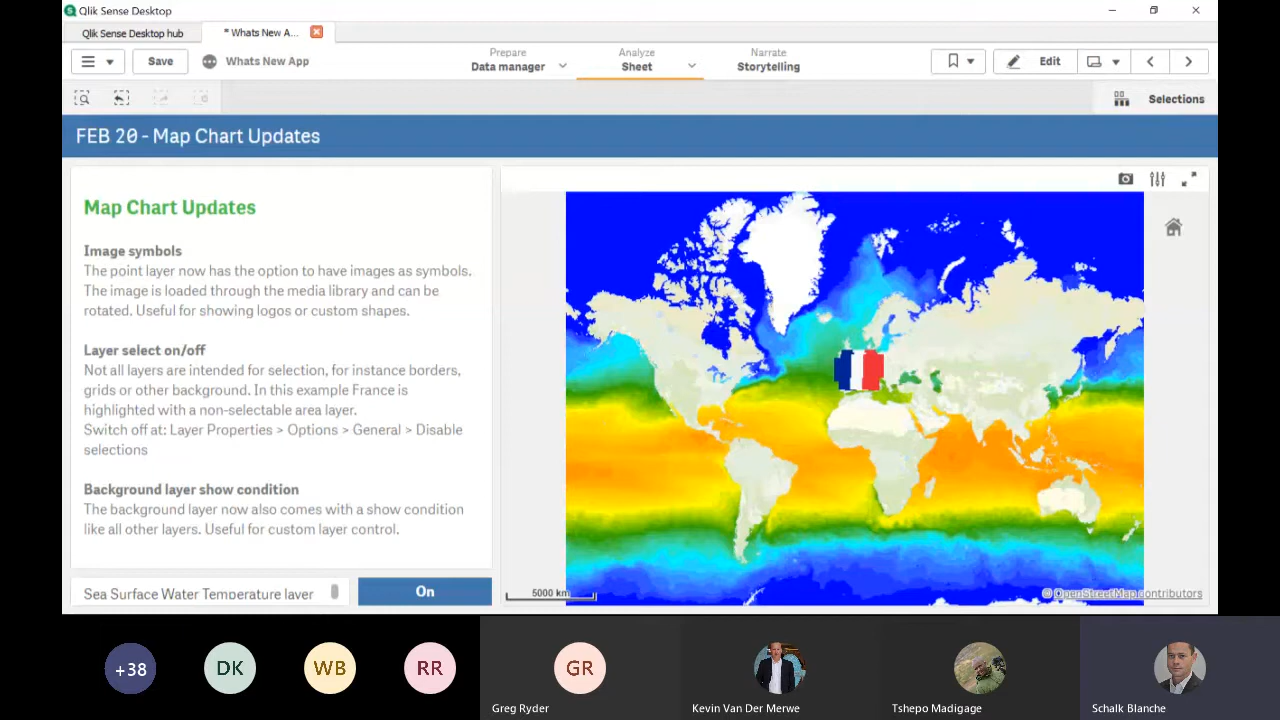 Qlik Sense Desktop
Qlik Sense Desktop hub
* Whats New A...
Save
Whats New App
Prepare
Data manager
Analyze
Sheet
Narrate
Storytelling
Edit
Selections
FEB 20 - Map Chart Updates
Map Chart Updates
Image symbols
The point layer now has the option to have images as symbols.
The image is loaded through the media library and can be
rotated. Useful for showing logos or custom shapes.
Layer select on/off
Not all layers are intended for selection, for instance borders,
grids or other background. In this example France is
highlighted with a non-selectable area layer.
Switch off at: Layer Properties > Options > General > Disable
selections
Background layer show condition
The background layer now also comes with a show condition
like all other layers. Useful for custom layer control.
Sea Surface Water Temperature layer
On
5000 km
© OpenStreetMap contributors
+38
DK
WB
RR
GR
Greg Ryder
Kevin Van Der Merwe
Tshepo Madigage
Schalk Blanche